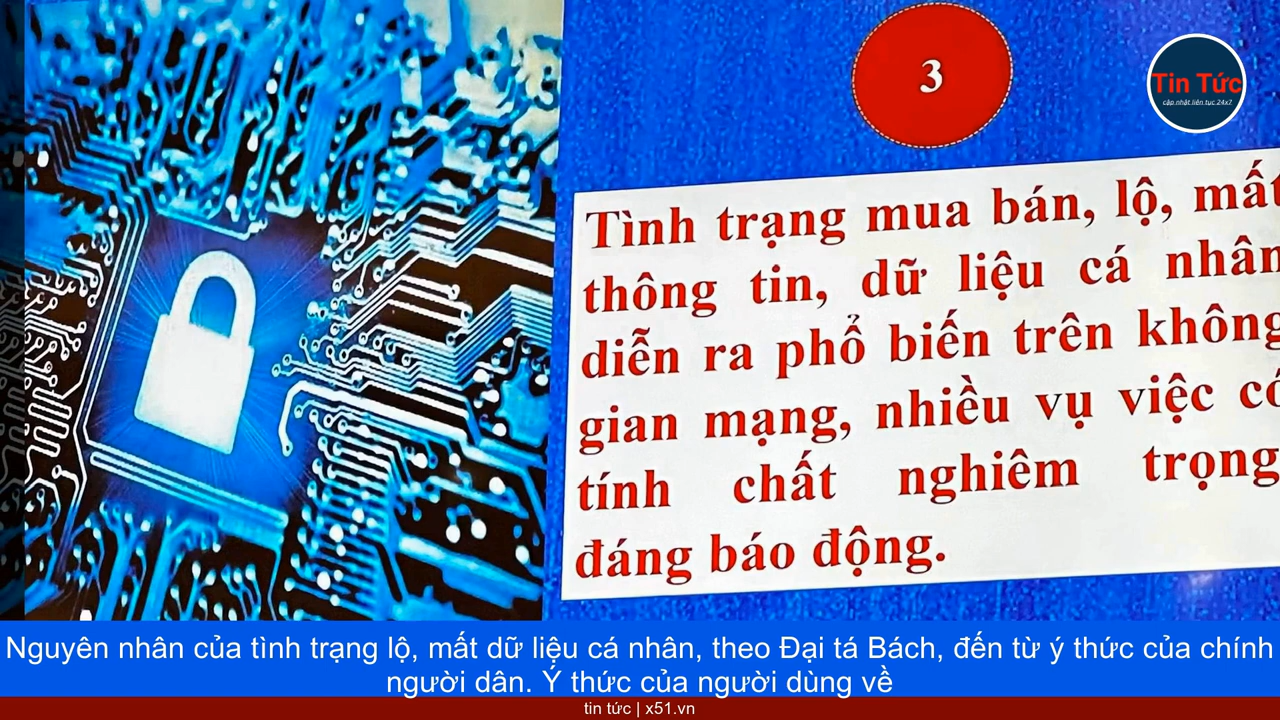 3
Tin Tức
cập nhật liên tục 24x7
Tình trạng mua bán, lộ, mất
thông tin, dữ liệu cá nhân
diễn ra phổ biến trên không
gian mạng, nhiều vụ việc có
tính chất nghiêm trọng,
đáng báo động.
Nguyên nhân của tình trạng lộ, mất dữ liệu cá nhân, theo Đại tá Bách, đến từ ý thức của chính
người dân. Ý thức của người dùng về
tin tức | x51.vn